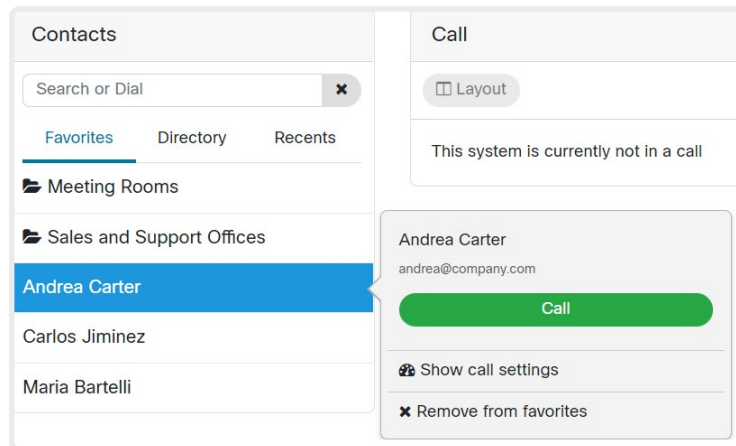 Contacts
Search or Dial
Favorites Directory Recents
Meeting Rooms
Sales and Support Offices
Andrea Carter
Carlos Jiminez
Maria Bartelli
Call
Layout
This system is currently not in a call
Andrea Carter
andrea@company.com
Call
Show call settings
Remove from favorites